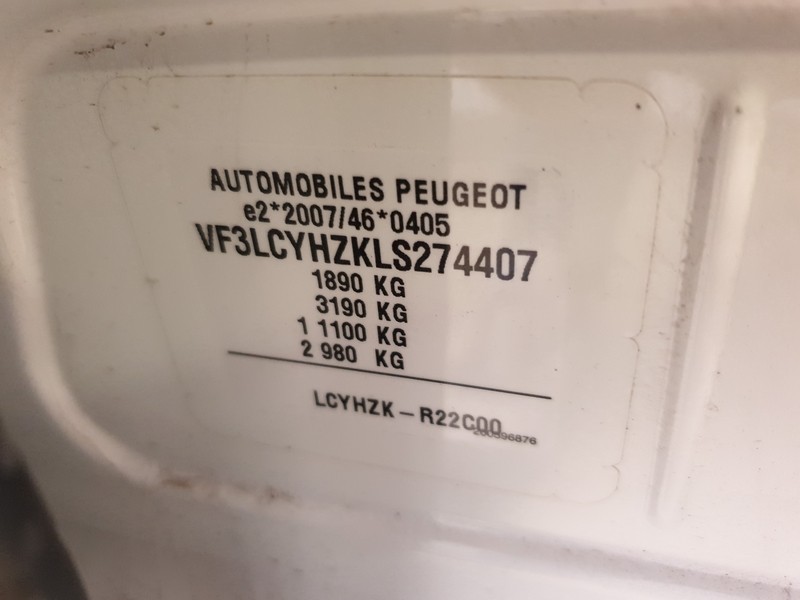 AUTOMOBILES PEUGEOT
e2*2007/46*0405
VF3LCYHZKLS274407
1890 KG
3190 KG
1 1100 KG
2 980 KG
LCYHZK – R22C00